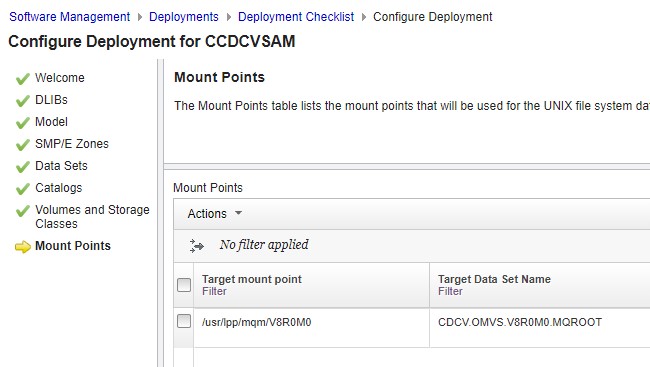 Software Management Deployments Deployment Checklist Configure Deployment
Configure Deployment for CCDCVSAM
Welcome
DLIBs
Model
SMP/E Zones
Data Sets
Catalogs
Volumes and Storage
Classes
Mount Points
Mount Points
The Mount Points table lists the mount points that will be used for the UNIX file system da
Mount Points
Actions
No filter applied
Target mount point Target Data Set Name
Filter Filter
/usr/lpp/mqm/V8R0M0 CDCV.OMVS.V8R0M0.MQROOT